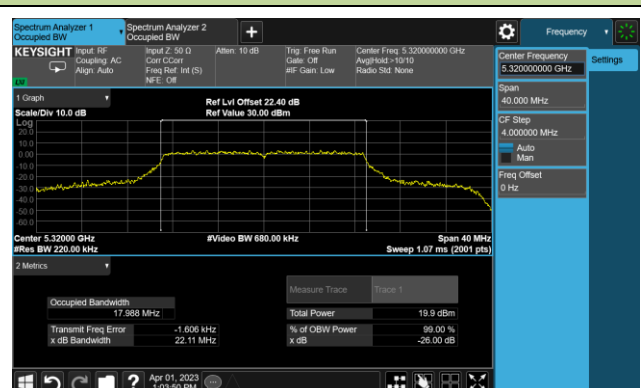 Spectrum Analyzer 1
Occupied BW
Spectrum Analyzer 2
Occupied BW
+
Frequency
KEYSIGHT
Input: RF
Coupling: AC
Align: Auto
Input Z: 50 Ω
Corr CCorr
Freq Ref: Int (S)
NFE: Off
Atten: 10 dB
Trig: Free Run
Gate: Off
#IF Gain: Low
Center Freq: 5.320000000 GHz
Avg|Hold:>10/10
Radio Std: None
Center Frequency
5.320000000 GHz
Settings
Span
40.000 MHz
CF Step
4.000000 MHz
Auto
Man
Freq Offset
0 Hz
1 Graph
Scale/Div 10.0 dB
Ref Lvl Offset 22.40 dB
Ref Value 30.00 dBm
Log
20.0
10.0
0.00
-10.0
-20.0
-30.0
-40.0
-50.0
-60.0
Center 5.32000 GHz
#Video BW 680.00 kHz
Span 40 MHz
#Res BW 220.00 kHz
Sweep 1.07 ms (2001 pts)
2 Metrics
Measure Trace
Trace 1
Occupied Bandwidth
17.988 MHz
Total Power
19.9 dBm
Transmit Freq Error
-1.606 kHz
% of OBW Power
99.00 %
x dB Bandwidth
22.11 MHz
x dB
-26.00 dB
?
Apr 01, 2023
1:03:50 PM